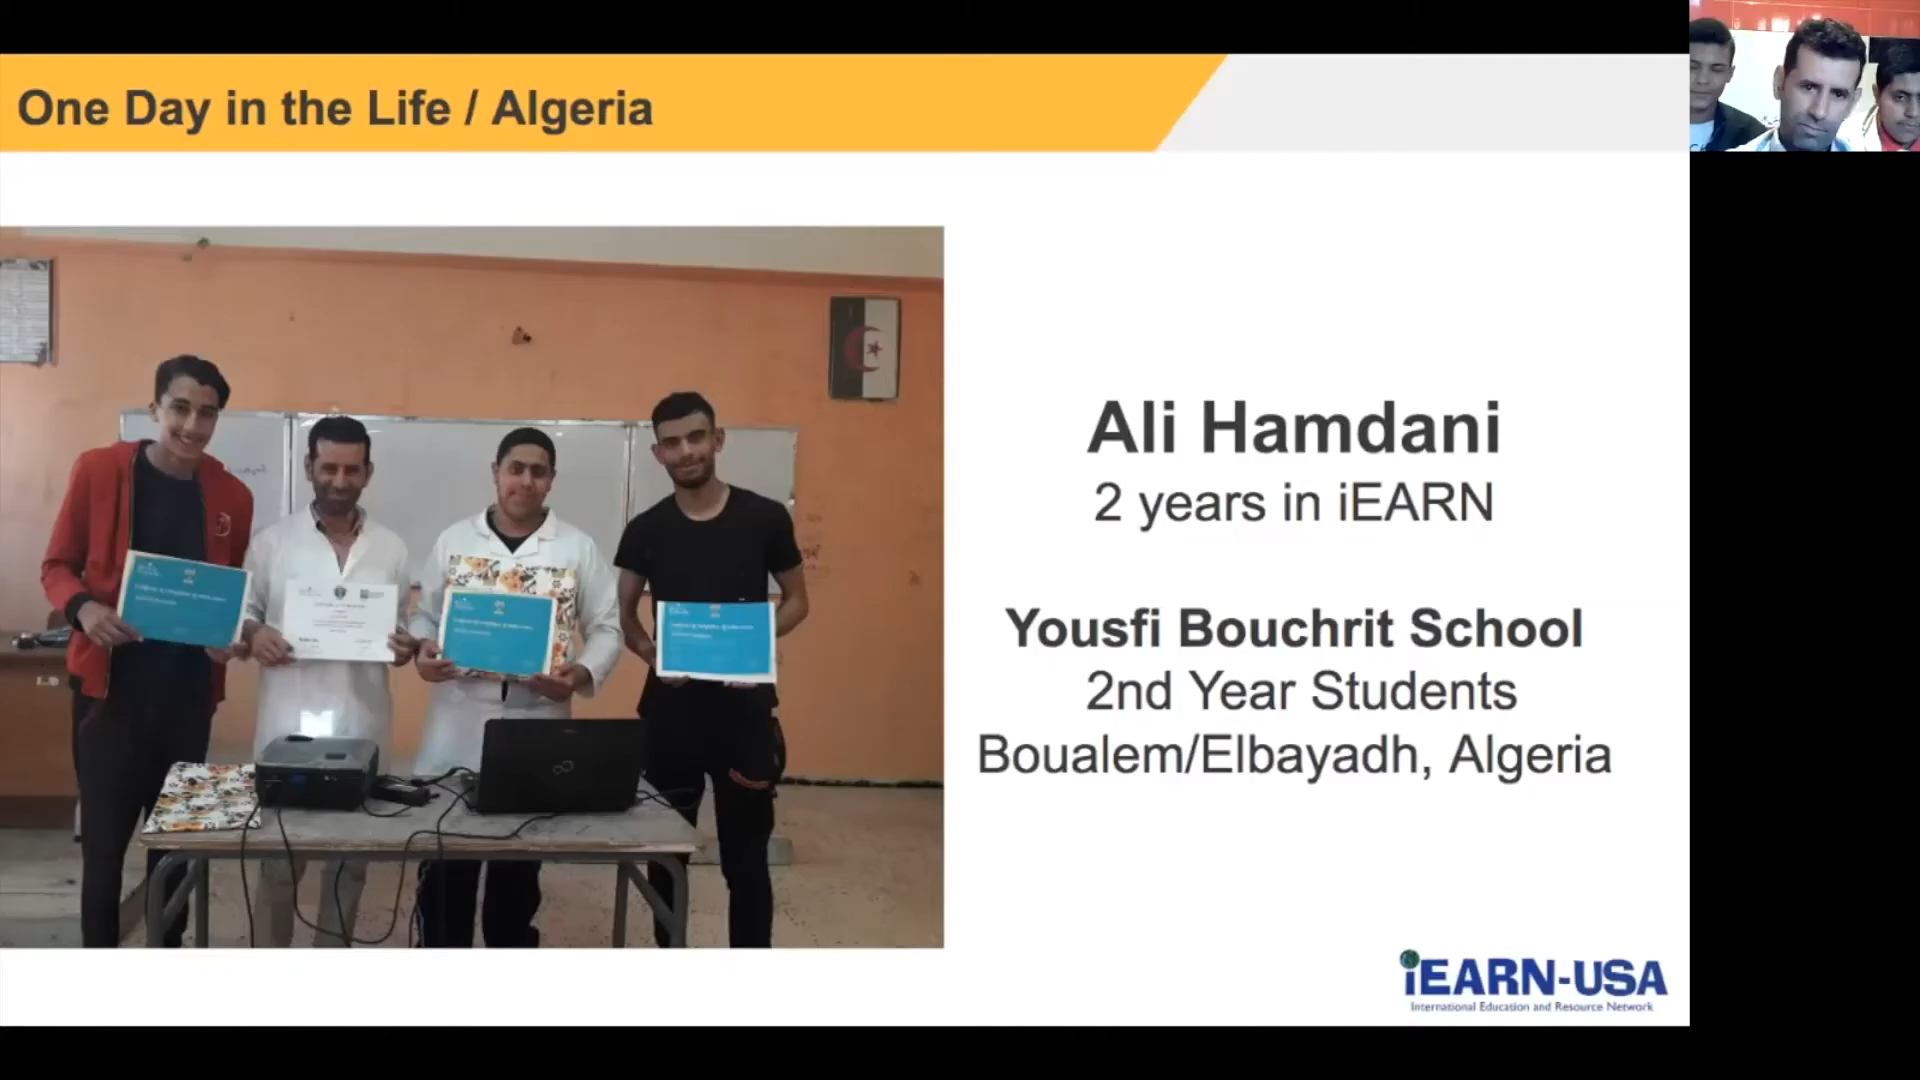 One Day in the Life / Algeria
Ali Hamdani
2 years in iEARN
Yousfi Bouchrit School
2nd Year Students
Boualem/Elbayadh, Algeria
iEARN-USA
International Education and Resource Network